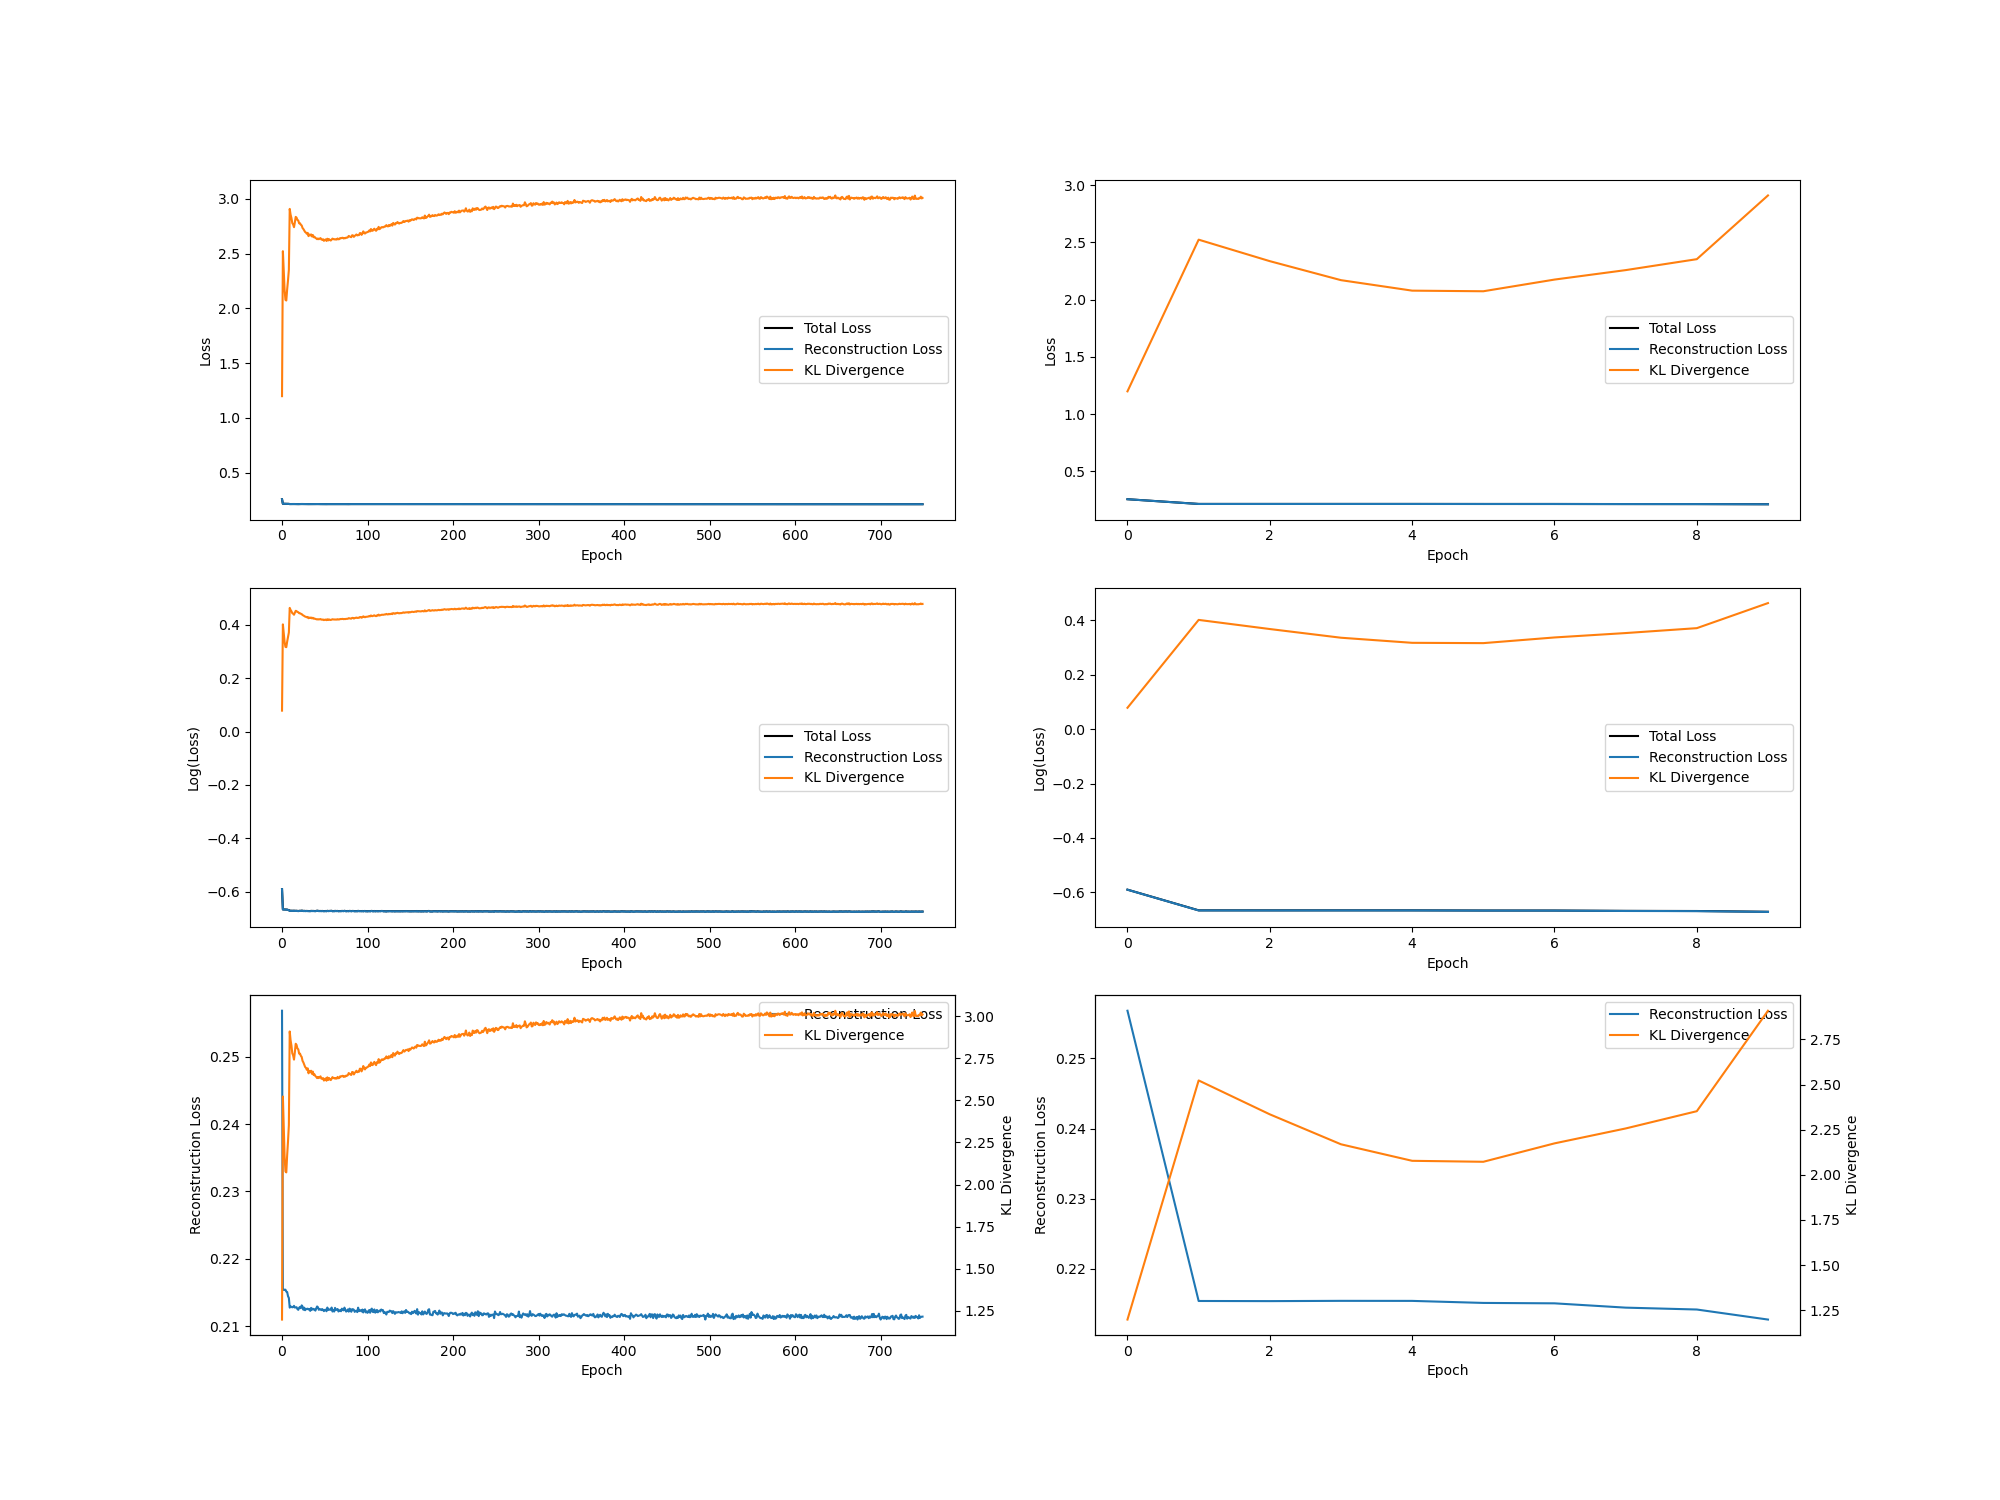 3.0
2.5
2.0
1.5
1.0
0.5
Loss
Total Loss
Reconstruction Loss
KL Divergence
0 100 200 300 400 500 600 700
Epoch
3.0
2.5
2.0
1.5
1.0
0.5
Loss
Total Loss
Reconstruction Loss
KL Divergence
0 2 4 6 8
Epoch
0.4
0.2
0.0
−0.2
−0.4
−0.6
Log(Loss)
Total Loss
Reconstruction Loss
KL Divergence
0 100 200 300 400 500 600 700
Epoch
0.4
0.2
0.0
−0.2
−0.4
−0.6
Log(Loss)
Total Loss
Reconstruction Loss
KL Divergence
0 2 4 6 8
Epoch
0.25
0.24
0.23
0.22
0.21
Reconstruction Loss
Reconstruction Loss
KL Divergence
3.00
2.75
2.50
2.25
2.00
1.75
1.50
1.25
KL Divergence
0 100 200 300 400 500 600 700
Epoch
0.25
0.24
0.23
0.22
Reconstruction Loss
Reconstruction Loss
KL Divergence
2.75
2.50
2.25
2.00
1.75
1.50
1.25
KL Divergence
0 2 4 6 8
Epoch